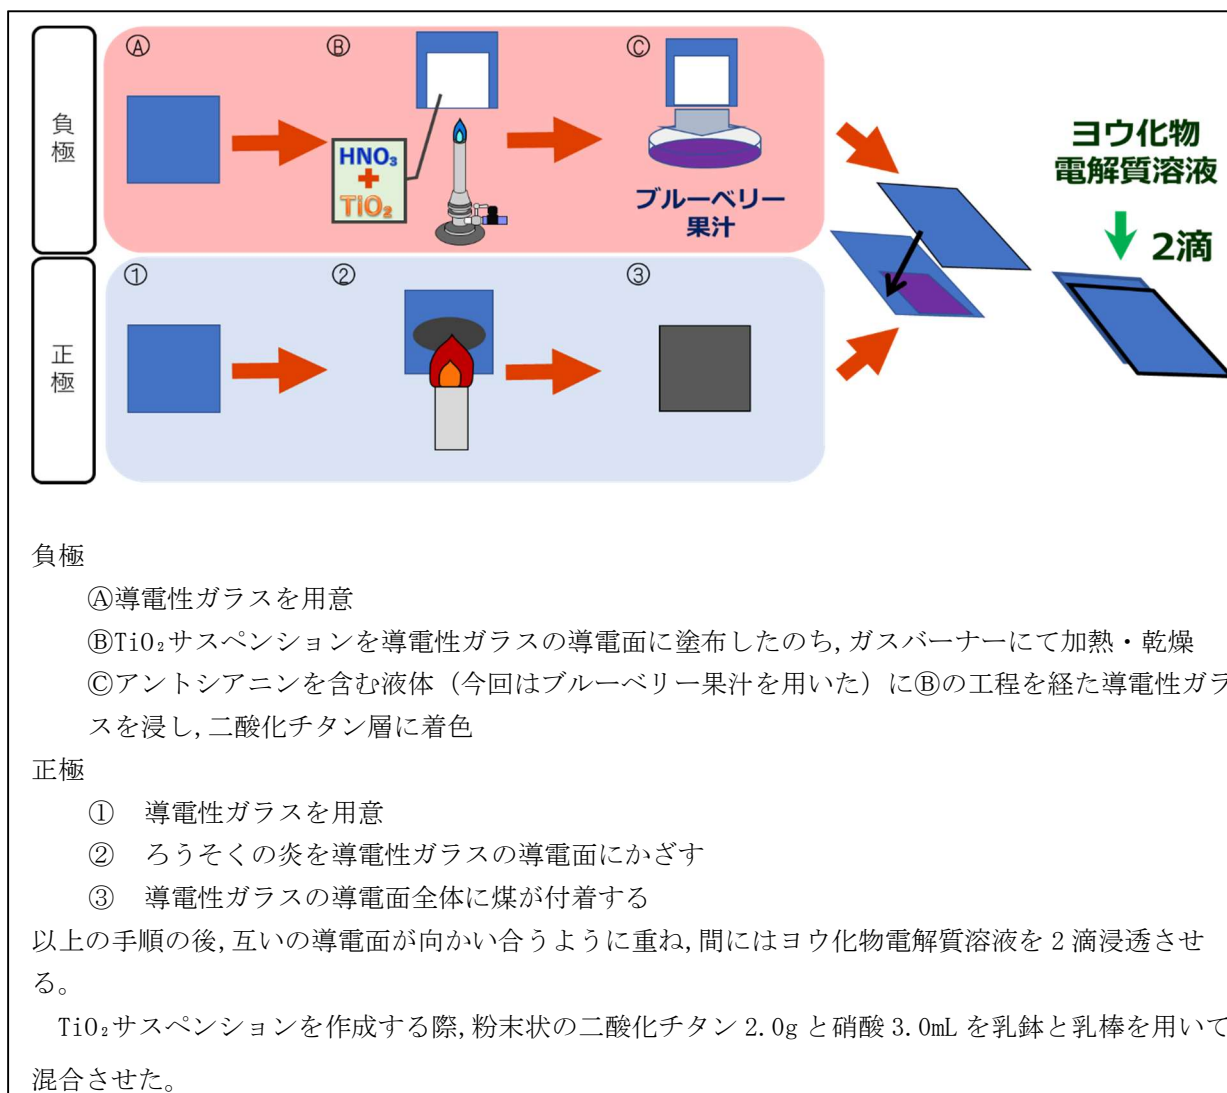 負極
Ⓐ
Ⓑ
HNO₃
+
TiO₂
Ⓒ
ブルーベリー
果汁
正極
①
②
③
ヨウ化物
電解質溶液
2滴
負極
Ⓐ導電性ガラスを用意
ⒷTiO₂サスペンションを導電性ガラスの導電面に塗布したのち,ガスバーナーにて加熱・乾燥
Ⓒアントシアニンを含む液体（今回はブルーベリー果汁を用いた）にⒷの工程を経た導電性ガラ
スを浸し,二酸化チタン層に着色
正極
① 導電性ガラスを用意
② ろうそくの炎を導電性ガラスの導電面にかざす
③ 導電性ガラスの導電面全体に煤が付着する
以上の手順の後,互いの導電面が向かい合うように重ね,間にはヨウ化物電解質溶液を 2 滴浸透させ
る。
TiO₂サスペンションを作成する際,粉末状の二酸化チタン 2.0g と硝酸 3.0mL を乳鉢と乳棒を用いて
混合させた。